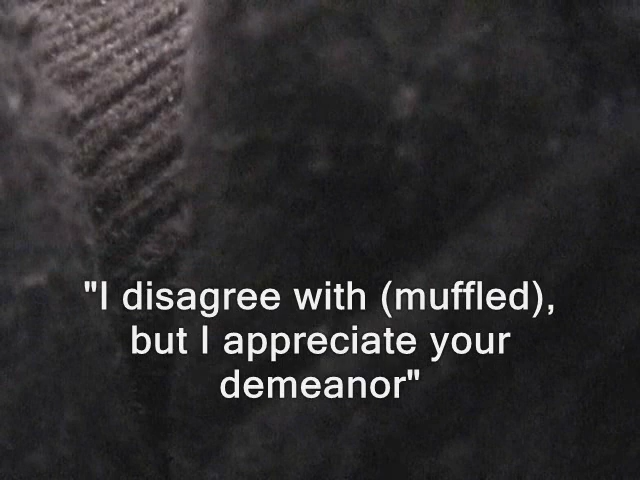 "I disagree with (muffled),
but I appreciate your
demeanor"